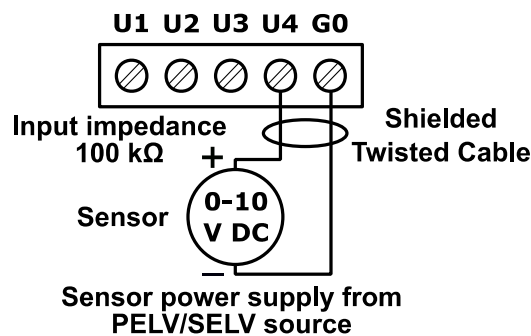 U1 U2 U3 U4 G0
Input impedance
100 kΩ
Shielded
Twisted Cable
+
Sensor
0-10
V DC
−
Sensor power supply from
PELV/SELV source